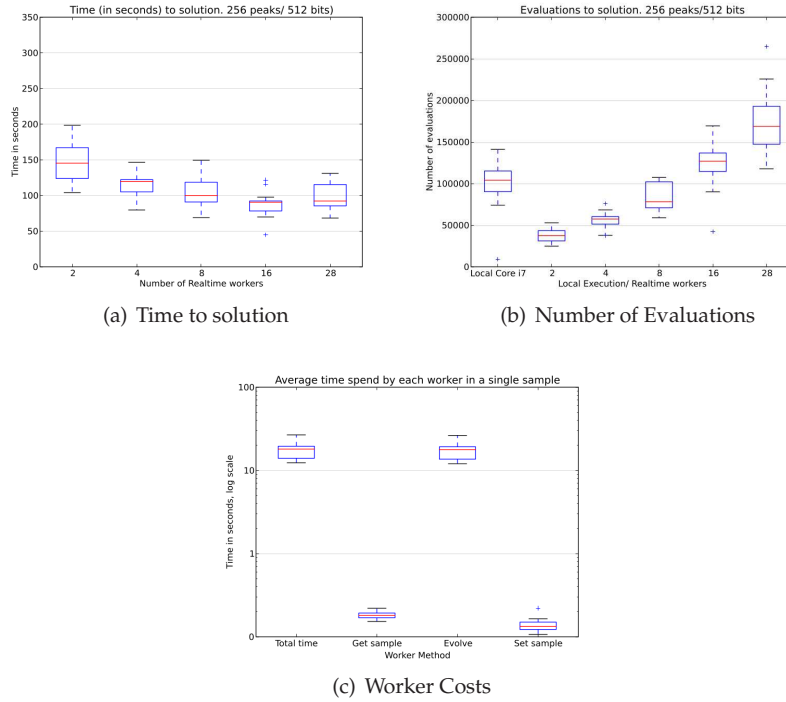 Time (in seconds) to solution. 256 peaks/ 512 bits)
350
300
250
200
150
100
50
0
Time in seconds
2 4 8 16 28
Number of Realtime workers
(a) Time to solution
Evaluations to solution. 256 peaks/512 bits
300000
250000
200000
150000
100000
50000
0
Number of evaluations
Local Core i7 2 4 8 16 28
Local Execution/ Realtime workers
(b) Number of Evaluations
Average time spend by each worker in a single sample
100
10
1
0
Time in seconds, log scale
Total time Get sample Evolve Set sample
Worker Method
(c) Worker Costs